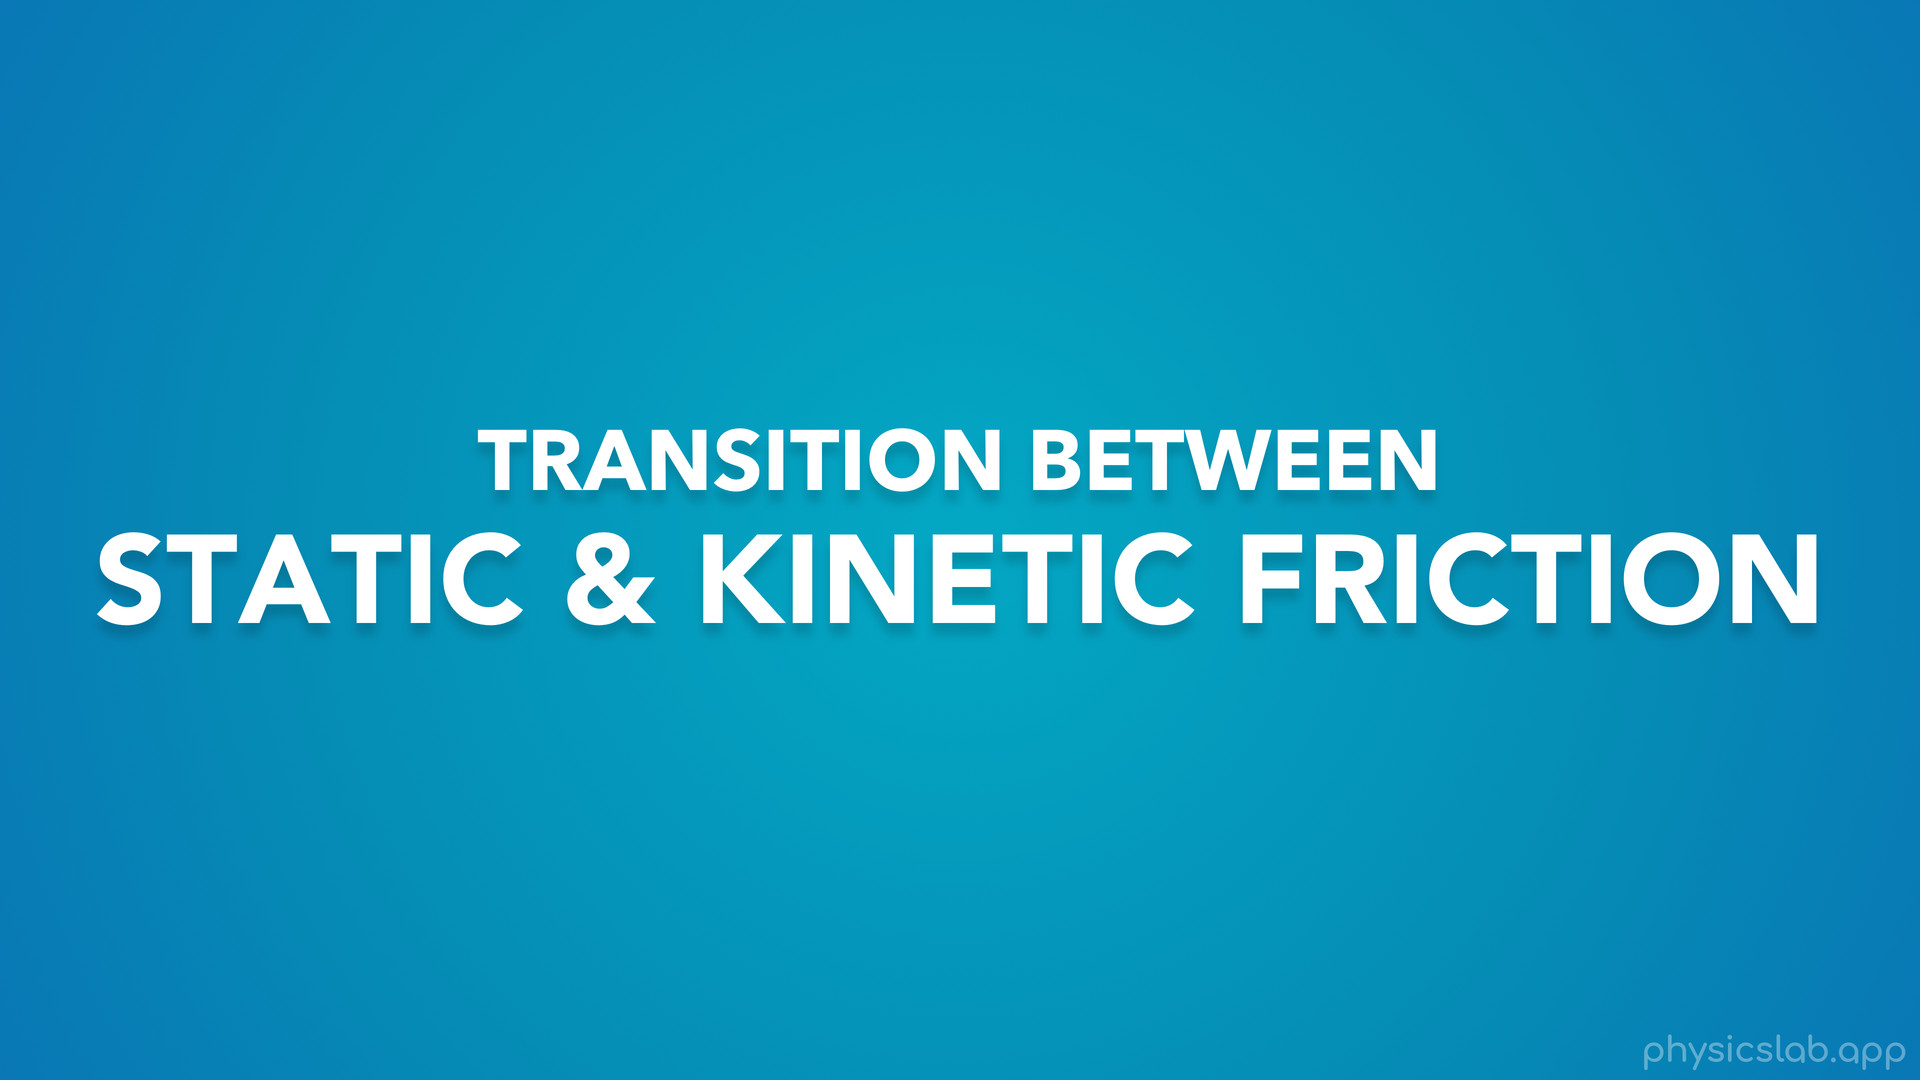 TRANSITION BETWEEN
STATIC & KINETIC FRICTION
physicslab.app